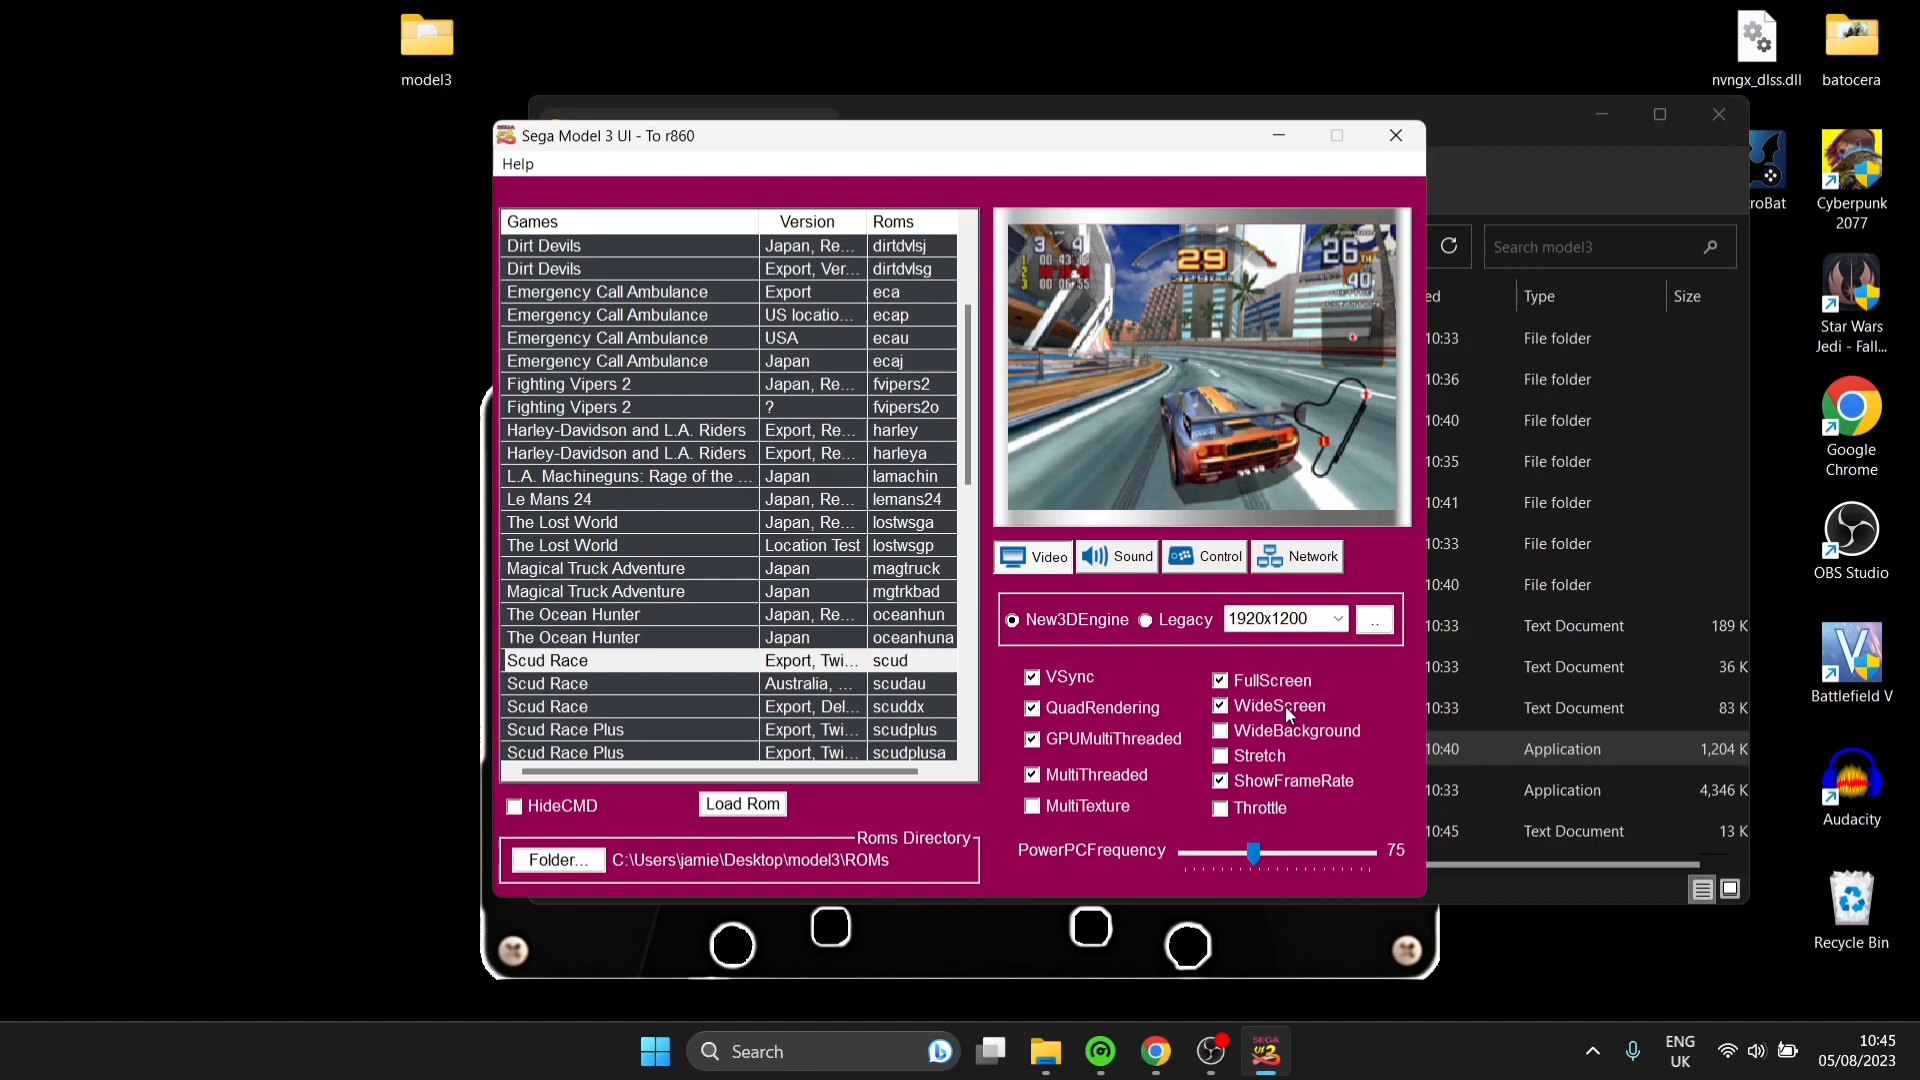 model3
nvngx_dlss.dll
batocera
Sega Model 3 UI - To r860
Help
roBat
Cyberpunk
2077
Games Version Roms
Dirt Devils Japan, Re... dirtdvlsj
Dirt Devils Export, Ver... dirtdvlsg
Emergency Call Ambulance Export eca
Emergency Call Ambulance US locatio... ecap
Emergency Call Ambulance USA ecau
Emergency Call Ambulance Japan ecaj
Fighting Vipers 2 Japan, Re... fvipers2
Fighting Vipers 2 ? fvipers2o
Harley-Davidson and L.A. Riders Export, Re... harley
Harley-Davidson and L.A. Riders Export, Re... harleya
L.A. Machineguns: Rage of the ... Japan lamachin
Le Mans 24 Japan, Re... lemans24
The Lost World Japan, Re... lostwsga
The Lost World Location Test lostwsgp
Magical Truck Adventure Japan magtruck
Magical Truck Adventure Japan mgtrkbad
The Ocean Hunter Japan, Re... oceanhun
The Ocean Hunter Japan oceanhuna
Scud Race Export, Twi... scud
Scud Race Australia, ... scudau
Scud Race Export, Del... scuddx
Scud Race Plus Export, Twi... scudplus
Scud Race Plus Export, Twi... scudplusa
HideCMD
Load Rom
Roms Directory
Folder... C:\Users\jamie\Desktop\model3\ROMs
3 4
29
26TH
40
Video Sound Control Network
New3DEngine Legacy 1920x1200 ..
VSync
QuadRendering
GPUMultiThreaded
MultiThreaded
MultiTexture
FullScreen
WideScreen
WideBackground
Stretch
ShowFrameRate
Throttle
PowerPCFrequency 75
Search model3
ed Type Size
10:33 File folder
10:36 File folder
10:40 File folder
10:35 File folder
10:41 File folder
10:33 File folder
10:40 File folder
10:33 Text Document 189 K
10:33 Text Document 36 K
10:33 Text Document 83 K
10:40 Application 1,204 K
10:33 Application 4,346 K
10:45 Text Document 13 K
Star Wars
Jedi - Fall...
Google
Chrome
OBS Studio
Battlefield V
Audacity
Recycle Bin
Search
SEGA
ENG
UK
10:45
05/08/2023